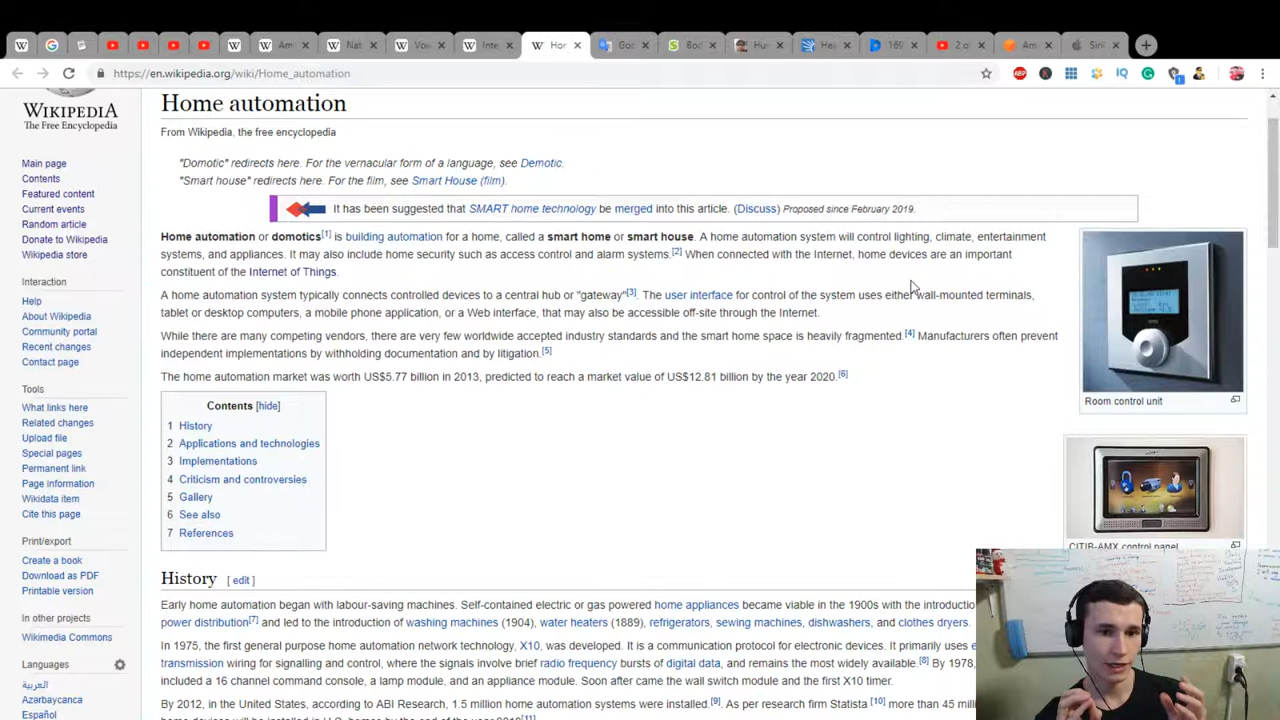 W
Am
Nat
Voi
Inte
Hom
Goo
Bod
Hum
Hea
169
2 of
Am
Sin
https://en.wikipedia.org/wiki/Home_automation
ABP
IQ
WIKIPEDIA
The Free Encyclopedia
Main page
Contents
Featured content
Current events
Random article
Donate to Wikipedia
Wikipedia store
Interaction
Help
About Wikipedia
Community portal
Recent changes
Contact page
Tools
What links here
Related changes
Upload file
Special pages
Permanent link
Page information
Wikidata item
Cite this page
Print/export
Create a book
Download as PDF
Printable version
In other projects
Wikimedia Commons
Languages
العربية
Azərbaycanca
Español
Home automation
From Wikipedia, the free encyclopedia
"Domotic" redirects here. For the vernacular form of a language, see Demotic.
"Smart house" redirects here. For the film, see Smart House (film).
It has been suggested that SMART home technology be merged into this article. (Discuss) Proposed since February 2019.
Home automation or domotics[1] is building automation for a home, called a smart home or smart house. A home automation system will control lighting, climate, entertainment
systems, and appliances. It may also include home security such as access control and alarm systems.[2] When connected with the Internet, home devices are an important
constituent of the Internet of Things.
A home automation system typically connects controlled devices to a central hub or "gateway"[3]. The user interface for control of the system uses either wall-mounted terminals,
tablet or desktop computers, a mobile phone application, or a Web interface, that may also be accessible off-site through the Internet.
While there are many competing vendors, there are very few worldwide accepted industry standards and the smart home space is heavily fragmented.[4] Manufacturers often prevent
independent implementations by withholding documentation and by litigation.[5]
The home automation market was worth US$5.77 billion in 2013, predicted to reach a market value of US$12.81 billion by the year 2020.[6]
Contents [hide]
1 History
2 Applications and technologies
3 Implementations
4 Criticism and controversies
5 Gallery
6 See also
7 References
Room control unit
CITIB-AMX control panel
History [ edit ]
Early home automation began with labour-saving machines. Self-contained electric or gas powered home appliances became viable in the 1900s with the introductio
power distribution[7] and led to the introduction of washing machines (1904), water heaters (1889), refrigerators, sewing machines, dishwashers, and clothes dryers.
In 1975, the first general purpose home automation network technology, X10, was developed. It is a communication protocol for electronic devices. It primarily uses e
transmission wiring for signalling and control, where the signals involve brief radio frequency bursts of digital data, and remains the most widely available.[8] By 1978,
included a 16 channel command console, a lamp module, and an appliance module. Soon after came the wall switch module and the first X10 timer.
By 2012, in the United States, according to ABI Research, 1.5 million home automation systems were installed.[9] As per research firm Statista [10] more than 45 mil